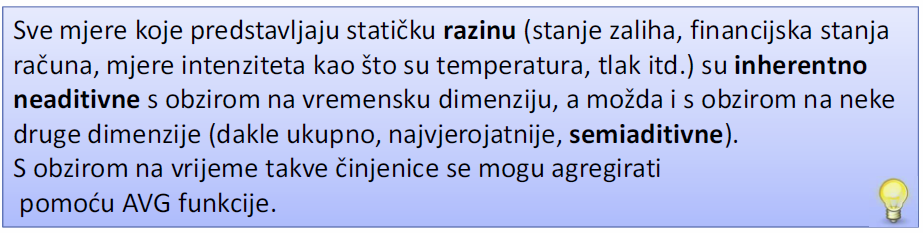 Sve mjere koje predstavljaju statičku razinu (stanje zaliha, financijska stanja
računa, mjere intenziteta kao što su temperatura, tlak itd.) su inherentno
neaditivne s obzirom na vremensku dimenziju, a možda i s obzirom na neke
druge dimenzije (dakle ukupno, najvjerojatnije, semiaditivne).
S obzirom na vrijeme takve činjenice se mogu agregirati
pomoću AVG funkcije.